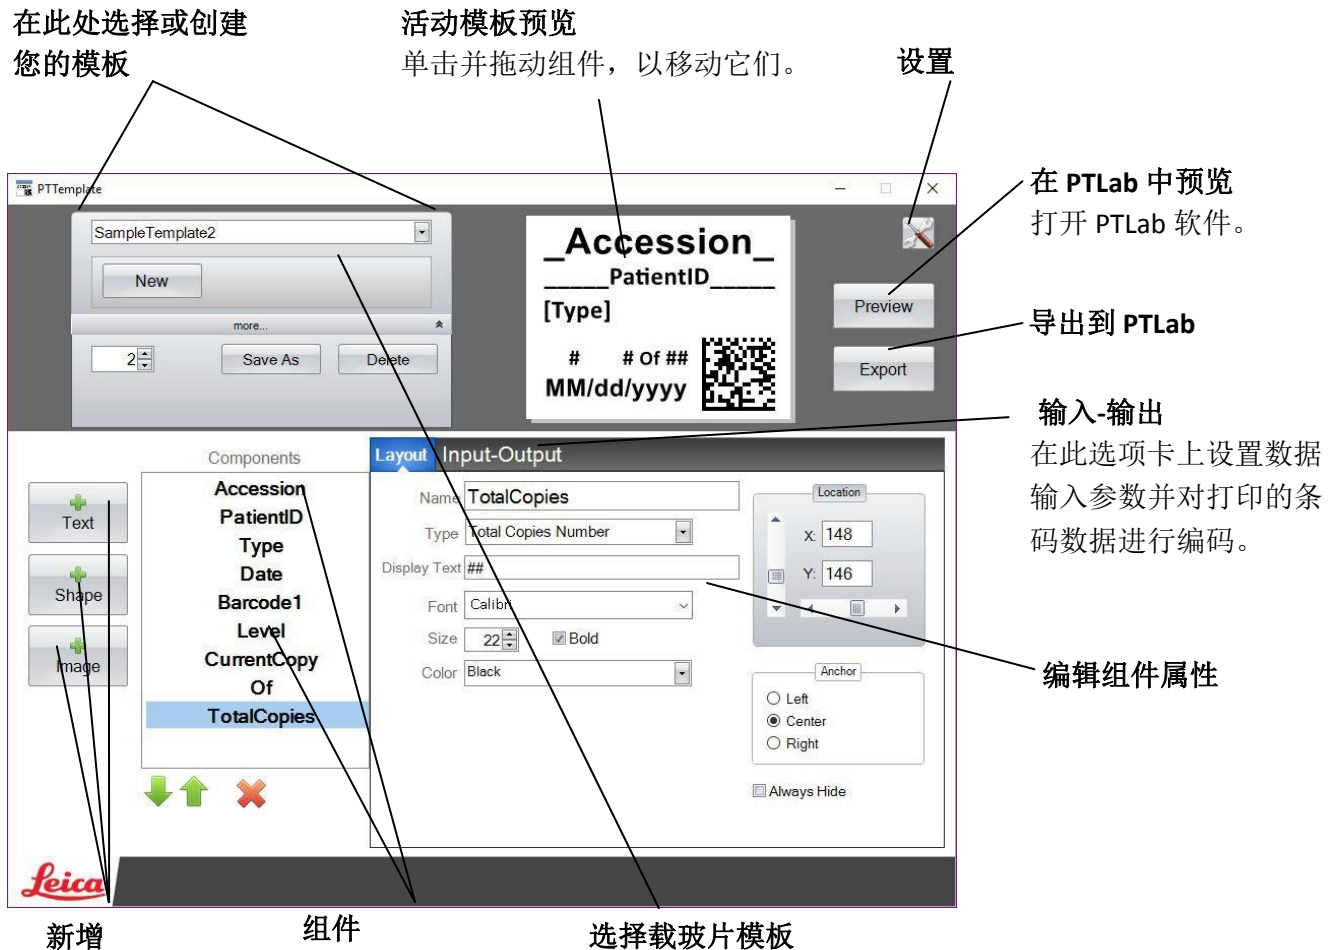 在此处选择或创建
您的模板
活动模板预览
单击并拖动组件，以移动它们。
设置
在 PTLab 中预览
打开 PTLab 软件。
导出到 PTLab
输入-输出
在此选项卡上设置数据
输入参数并对打印的条
码数据进行编码。
编辑组件属性
PTTemplate
SampleTemplate2
New
more...
2
Save As
Delete
_Accession_
_____PatientID_____
[Type]
# # Of ##
MM/dd/yyyy
Preview
Export
Components
Accession
PatientID
Type
Date
Barcode1
Level
CurrentCopy
Of
TotalCopies
Text
Shape
Image
Layout Input-Output
Name TotalCopies
Type Total Copies Number
Display Text ##
Font Calibri
Size 22 Bold
Color Black
Location
X: 148
Y: 146
Anchor
Left
Center
Right
Always Hide
Leica
新增
组件
选择载玻片模板